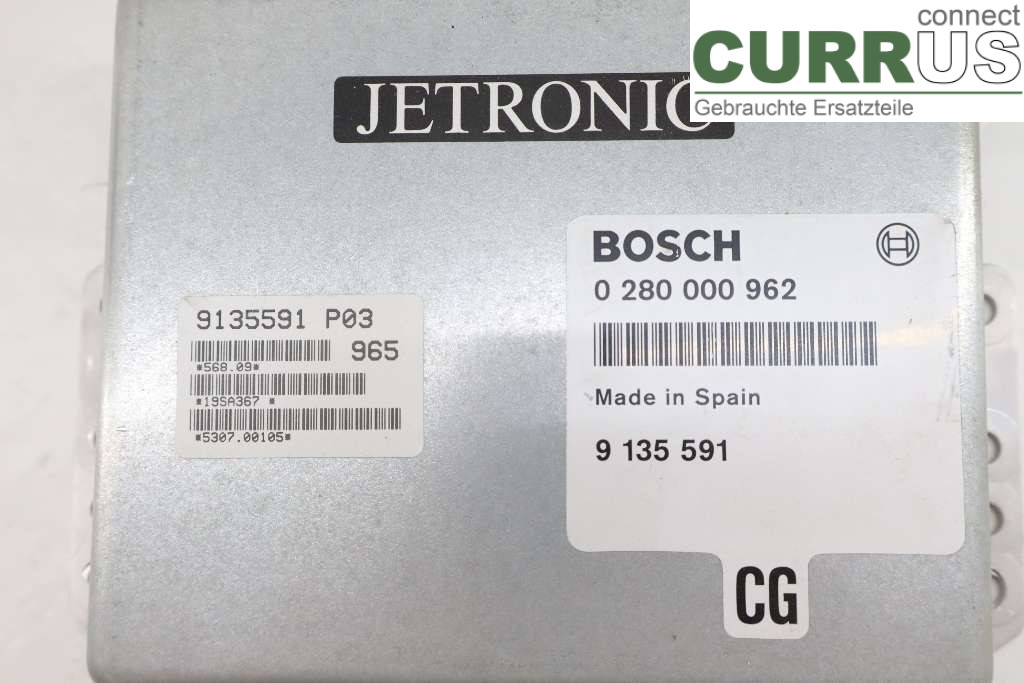 connect
CURRUS
Gebrauchte Ersatzteile
JETRONIC
BOSCH
0 280 000 962
Made in Spain
9 135 591
CG
9135591 P03
965
*568.09*
*19SA367 *
*5307.00105*